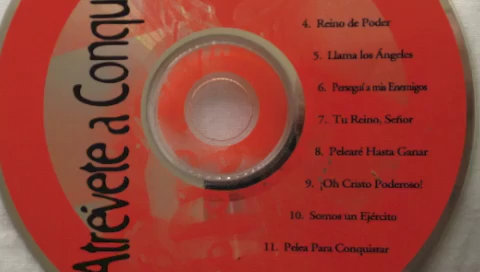 Atrévete a Conqu
4. Reino de Poder
5. Llama los Ángeles
6. Perseguí a mis Enemigos
7. Tu Reino, Señor
8. Pelearé Hasta Ganar
9. ¡Oh Cristo Poderoso!
10. Somos un Ejército
11. Pelea Para Conquistar